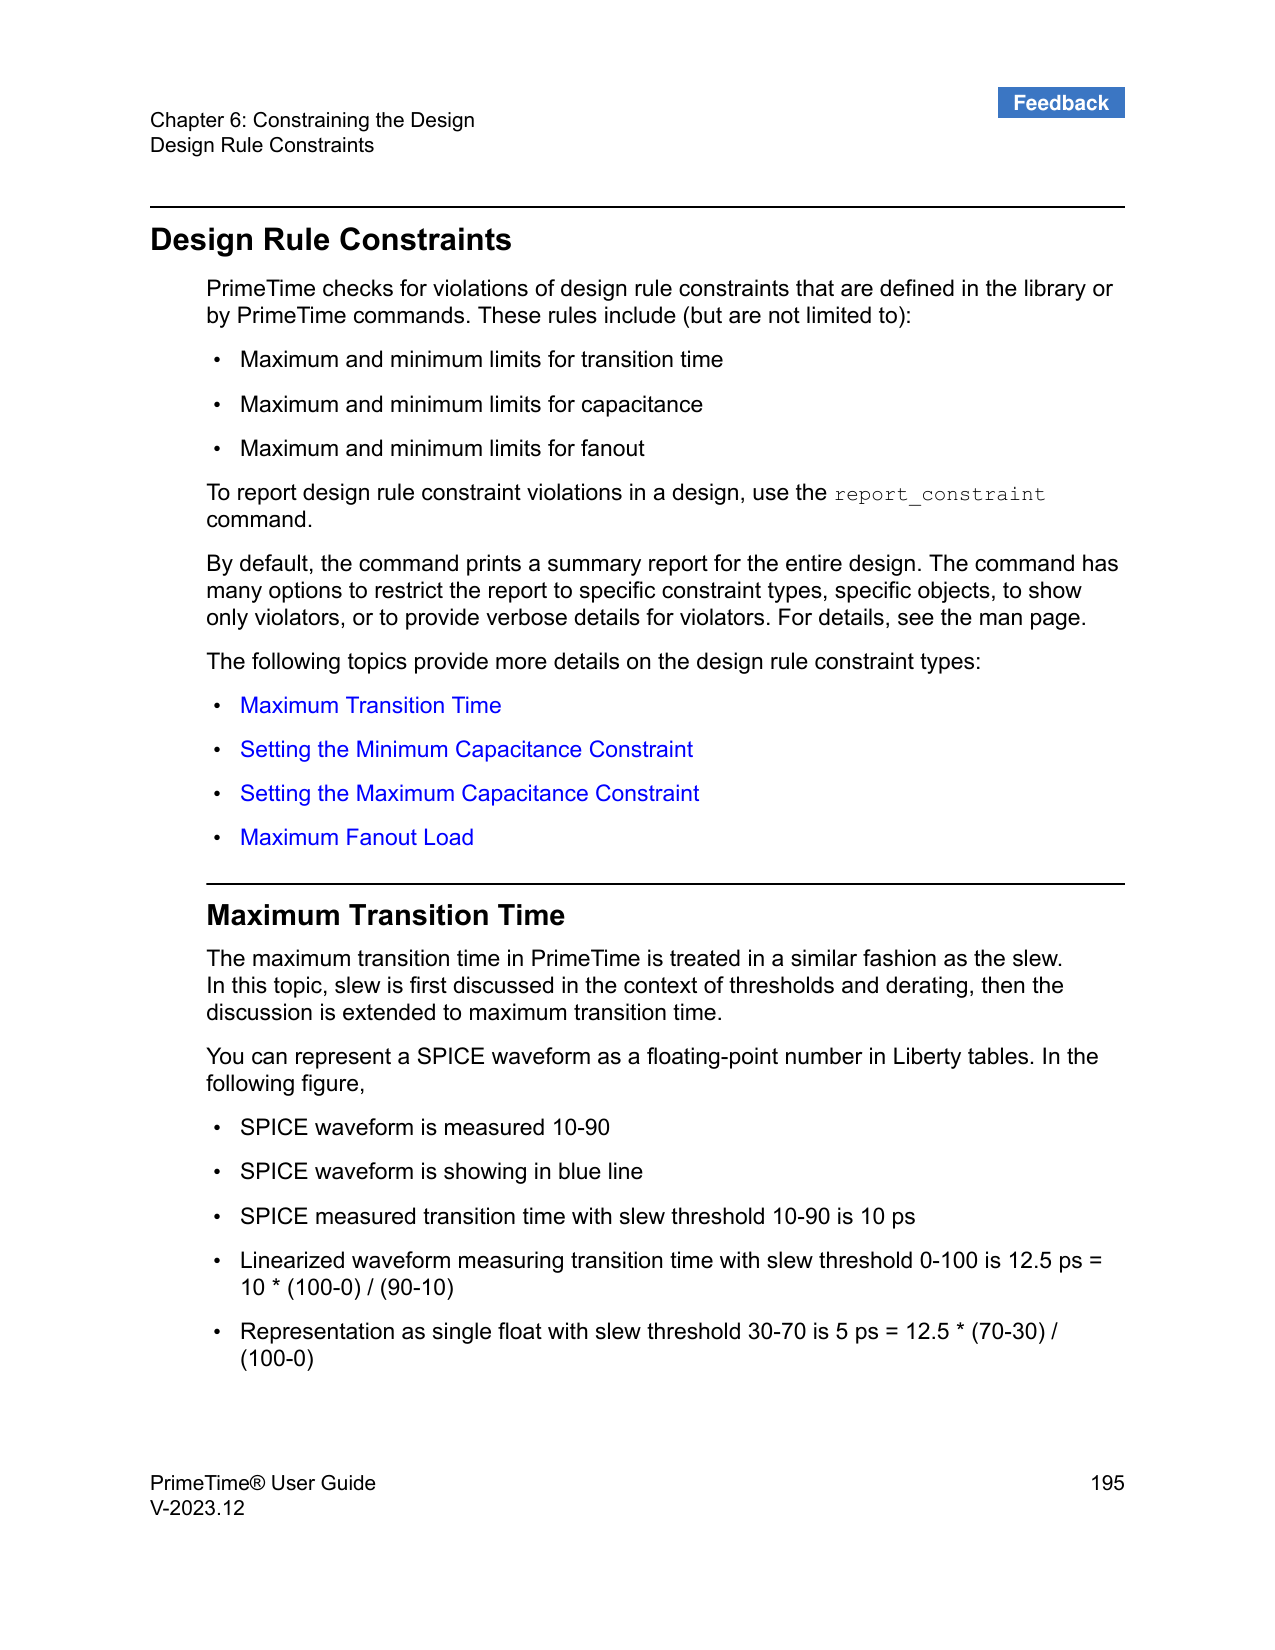 Feedback
Chapter 6: Constraining the Design
Design Rule Constraints
Design Rule Constraints
PrimeTime checks for violations of design rule constraints that are defined in the library or
by PrimeTime commands. These rules include (but are not limited to):
• Maximum and minimum limits for transition time
• Maximum and minimum limits for capacitance
• Maximum and minimum limits for fanout
To report design rule constraint violations in a design, use the report_constraint
command.
By default, the command prints a summary report for the entire design. The command has
many options to restrict the report to specific constraint types, specific objects, to show
only violators, or to provide verbose details for violators. For details, see the man page.
The following topics provide more details on the design rule constraint types:
• Maximum Transition Time
• Setting the Minimum Capacitance Constraint
• Setting the Maximum Capacitance Constraint
• Maximum Fanout Load
Maximum Transition Time
The maximum transition time in PrimeTime is treated in a similar fashion as the slew.
In this topic, slew is first discussed in the context of thresholds and derating, then the
discussion is extended to maximum transition time.
You can represent a SPICE waveform as a floating-point number in Liberty tables. In the
following figure,
• SPICE waveform is measured 10-90
• SPICE waveform is showing in blue line
• SPICE measured transition time with slew threshold 10-90 is 10 ps
• Linearized waveform measuring transition time with slew threshold 0-100 is 12.5 ps =
10 * (100-0) / (90-10)
• Representation as single float with slew threshold 30-70 is 5 ps = 12.5 * (70-30) /
(100-0)
PrimeTime® User Guide 195
V-2023.12